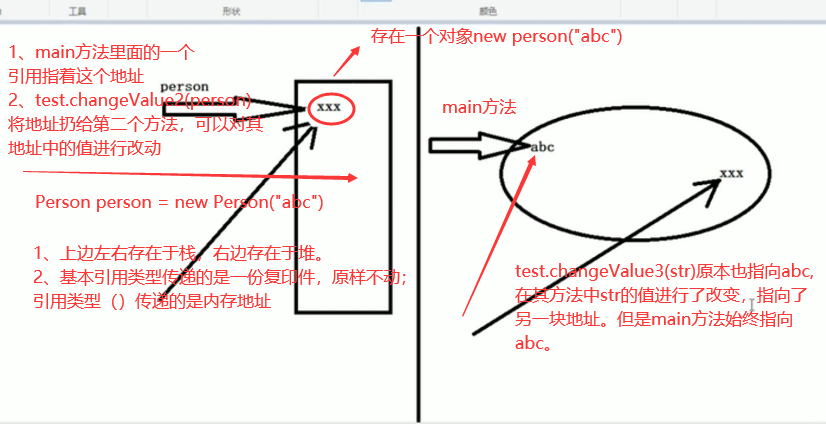 工具
形状
颜色
存在一个对象new person("abc")
1、main方法里面的一个
引用指着这个地址
person
2、test.changeValue2(person)
将地址扔给第二个方法，可以对其
地址中的值进行改动
xxx
main方法
abc
xxx
Person person = new Person("abc")
1、上边左右存在于栈，右边存在于堆。
2、基本引用类型传递的是一份复印件，原样不动；
引用类型（）传递的是内存地址
test.changeValue3(str)原本也指向abc,
在其方法中str的值进行了改变，指向了
另一块地址。但是main方法始终指向
abc。